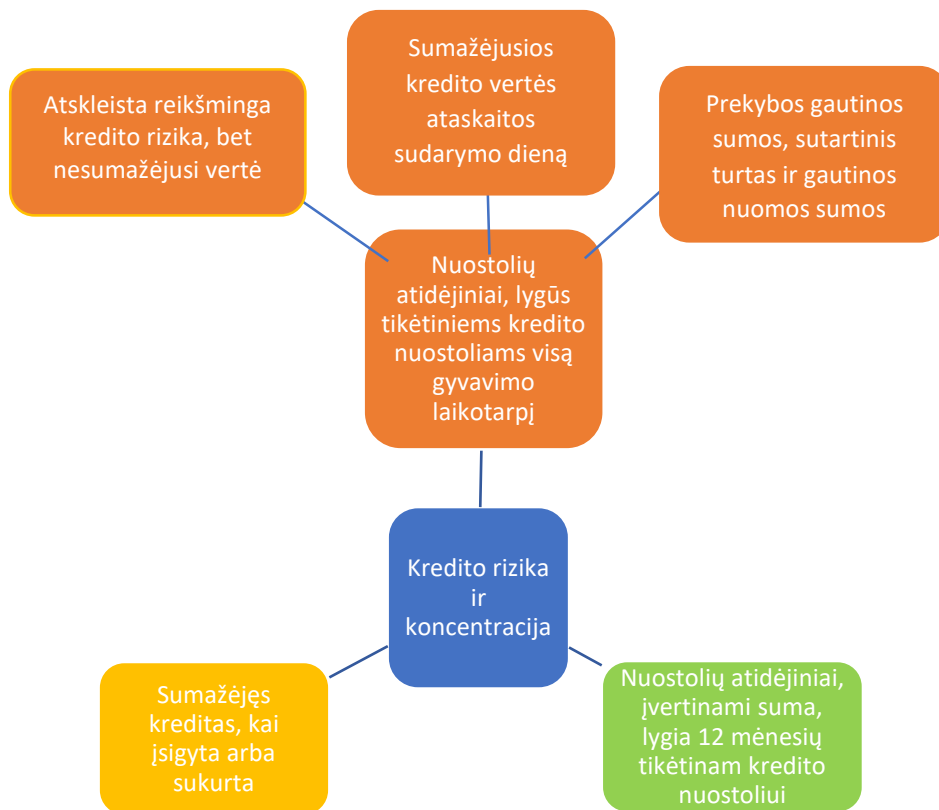 Atskleista reikšminga
kredito rizika, bet
nesumažėjusi vertė
Sumažėjusios
kredito vertės
ataskaitos
sudarymo dieną
Prekybos gautinos
sumos, sutartinis
turtas ir gautinos
nuomos sumos
Nuostolių
atidėjiniai, lygūs
tikėtiniems kredito
nuostoliams visą
gyvavimo
laikotarpį
Kredito rizika
ir
koncentracija
Sumažėjęs
kreditas, kai
įsigyta arba
sukurta
Nuostolių atidėjiniai,
įvertinami suma,
lygia 12 mėnesių
tikėtinam kredito
nuostoliui